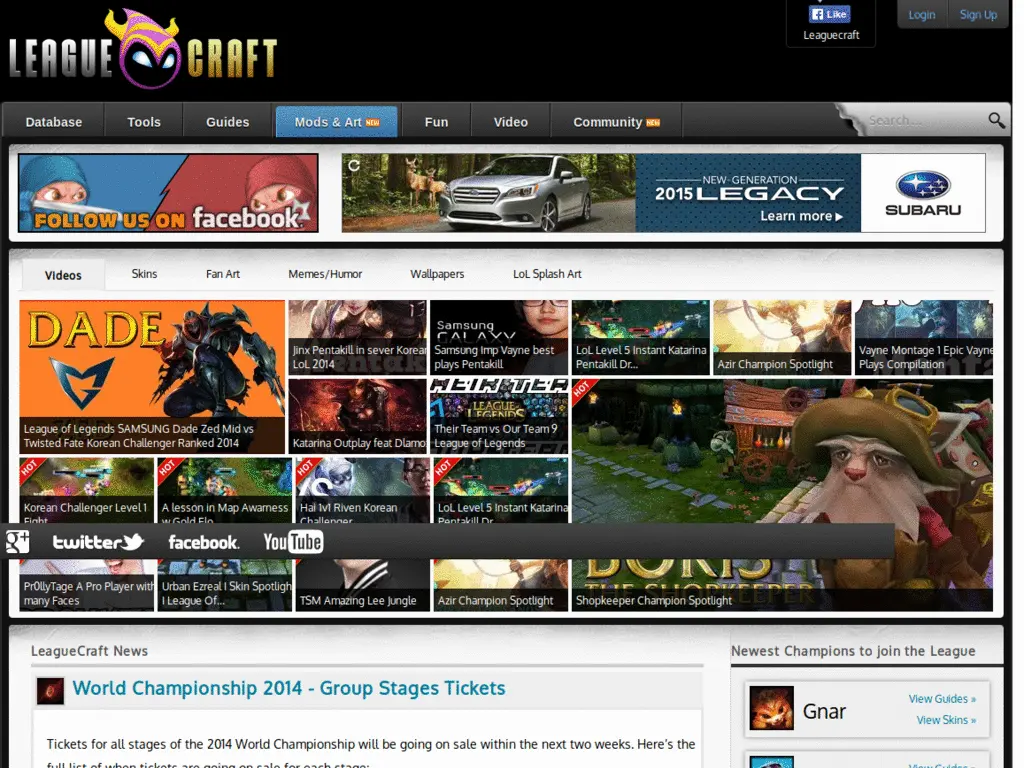 LEAGUE CRAFT
Like
Leaguecraft
Login
Sign Up
Database
Tools
Guides
Mods & Art NEW
Fun
Video
Community NEW
Search...
FOLLOW US ON facebook.
NEW-GENERATION
2015 LEGACY
Learn more
SUBARU
Videos
Skins
Fan Art
Memes/Humor
Wallpapers
LoL Splash Art
DADE
League of Legends SAMSUNG Dade Zed Mid vs
Twisted Fate Korean Challenger Ranked 2014
Jinx Pentakill in sever Korean
LoL 2014
Samsung
GALAXY
Samsung Imp Vayne best
plays Pentakill
LoL Level 5 Instant Katarina
Pentakill Dr...
Azir Champion Spotlight
Vayne Montage 1 Epic Vayne
Plays Compilation
Katarina Outplay feat Dlamo
THEIR TEAM
LEAGUE
LEGENDS
Their Team vs Our Team 9
League of Legends
HOT
HOT
Korean Challenger Level 1
Fight
HOT
A lesson in Map Awarness
w Gold Elo
HOT
Hai 1v1 Riven Korean
Challenger
HOT
LoL Level 5 Instant Katarina
Pentakill Dr
g+
twitter
facebook.
YouTube
Pr0llyTage A Pro Player with
many Faces
Urban Ezreal l Skin Spotligh
l League Of...
TSM Amazing Lee Jungle
Azir Champion Spotlight
BORIS
THE SHOPKEEPER
Shopkeeper Champion Spotlight
LeagueCraft News
World Championship 2014 - Group Stages Tickets
Tickets for all stages of the 2014 World Championship will be going on sale within the next two weeks. Here's the
full list of when tickets are going on sale for each stage:
Newest Champions to join the League
Gnar
View Guides »
View Skins »
View Guides »